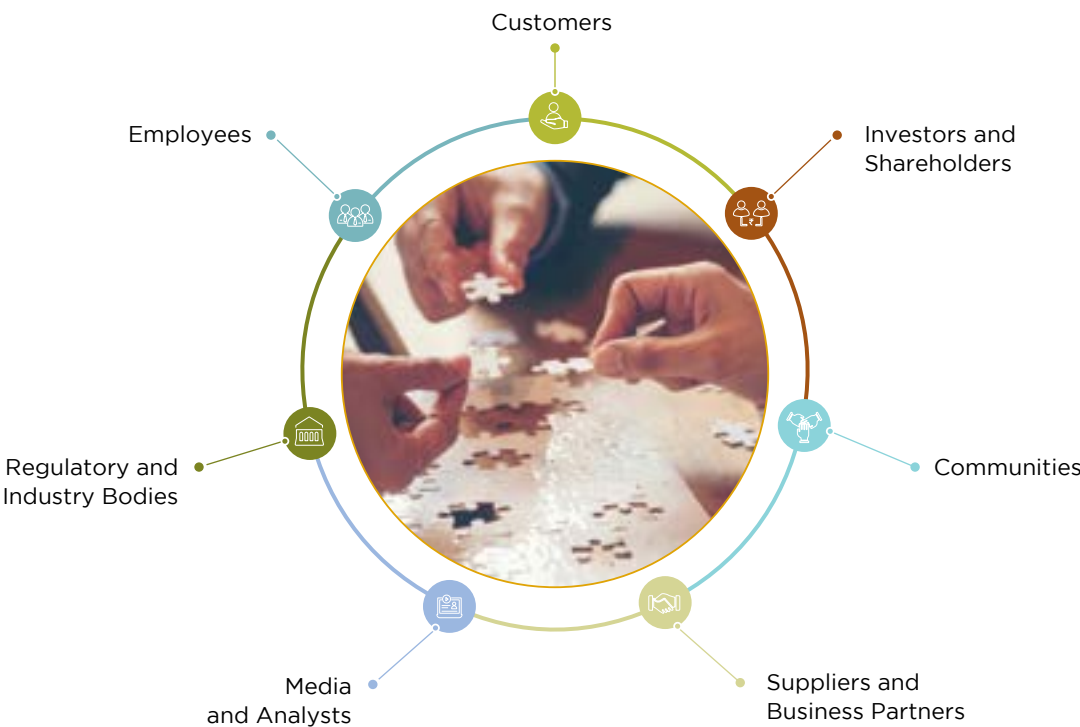 Customers
Investors and
Shareholders
Communities
Suppliers and
Business Partners
Media
and Analysts
Regulatory and
Industry Bodies
Employees